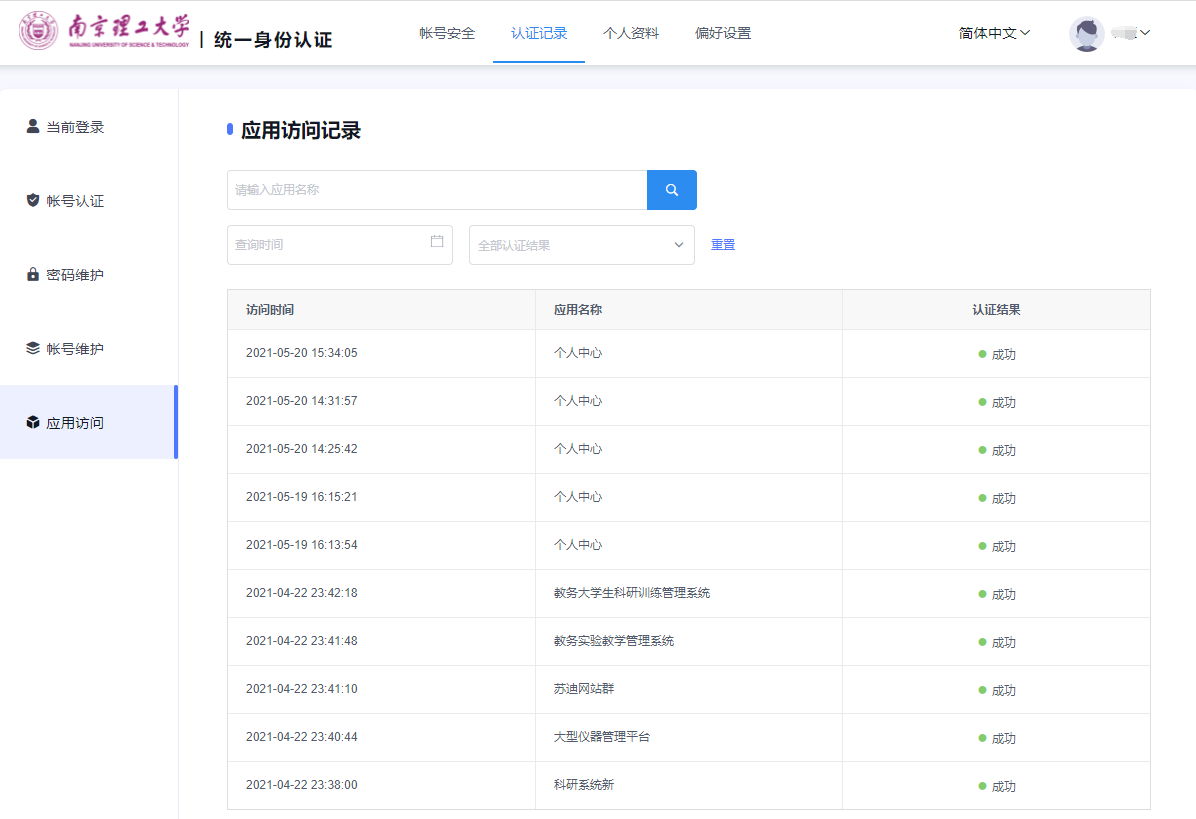 南京理工大学
NANJING UNIVERSITY OF SCIENCE & TECHNOLOGY
| 统一身份认证
帐号安全 认证记录 个人资料 偏好设置 简体中文
当前登录
帐号认证
密码维护
帐号维护
应用访问
应用访问记录
请输入应用名称
查询时间 全部认证结果 重置
访问时间 应用名称 认证结果
2021-05-20 15:34:05 个人中心 成功
2021-05-20 14:31:57 个人中心 成功
2021-05-20 14:25:42 个人中心 成功
2021-05-19 16:15:21 个人中心 成功
2021-05-19 16:13:54 个人中心 成功
2021-04-22 23:42:18 教务大学生科研训练管理系统 成功
2021-04-22 23:41:48 教务实验教学管理系统 成功
2021-04-22 23:41:10 苏迪网站群 成功
2021-04-22 23:40:44 大型仪器管理平台 成功
2021-04-22 23:38:00 科研系统新 成功